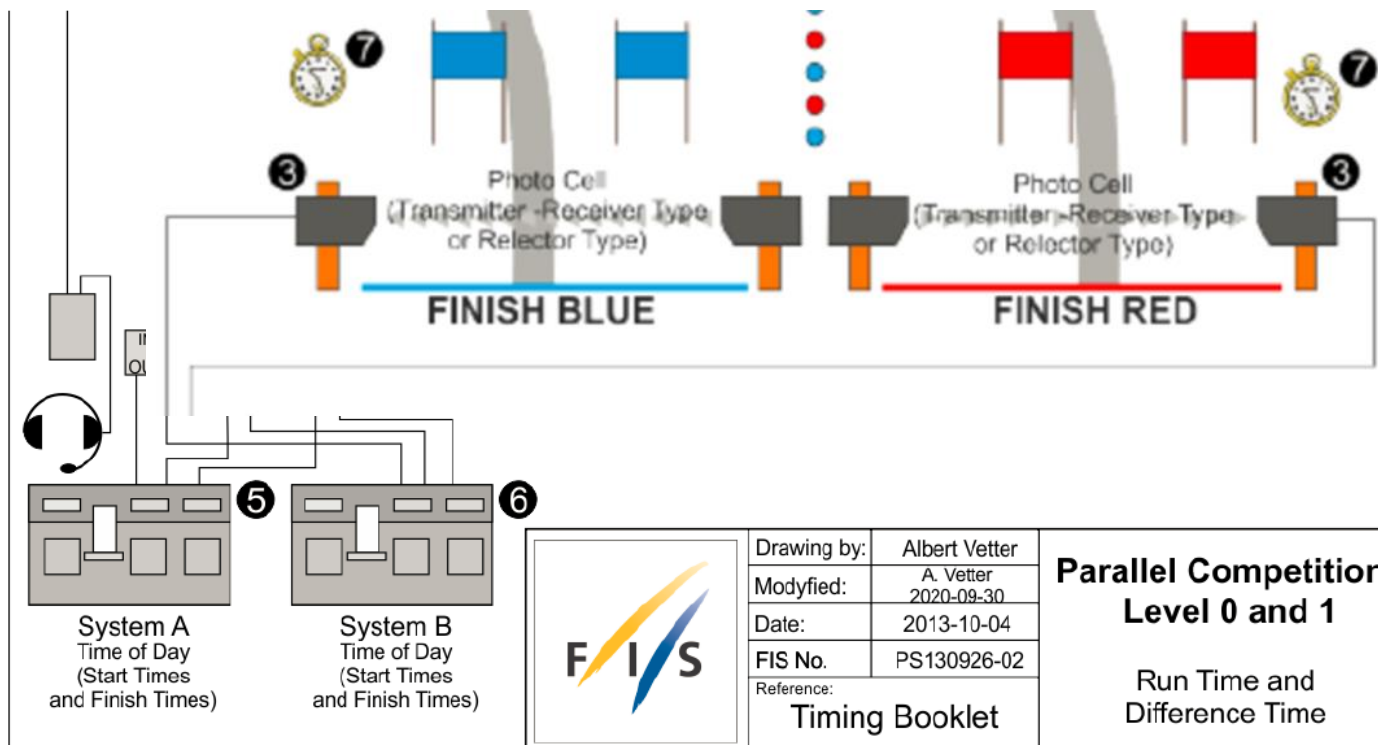 7
7
3
3
Photo Cell
(Transmitter -Receiver Type
or Relector Type)
Photo Cell
(Transmitter -Receiver Type
or Relector Type)
FINISH BLUE
FINISH RED
5
6
System A
Time of Day
(Start Times
and Finish Times)
System B
Time of Day
(Start Times
and Finish Times)
FIS
Drawing by: Albert Vetter
Modyfied: A. Vetter
2020-09-30
Date: 2013-10-04
FIS No. PS130926-02
Reference:
Timing Booklet
Parallel Competition
Level 0 and 1
Run Time and
Difference Time